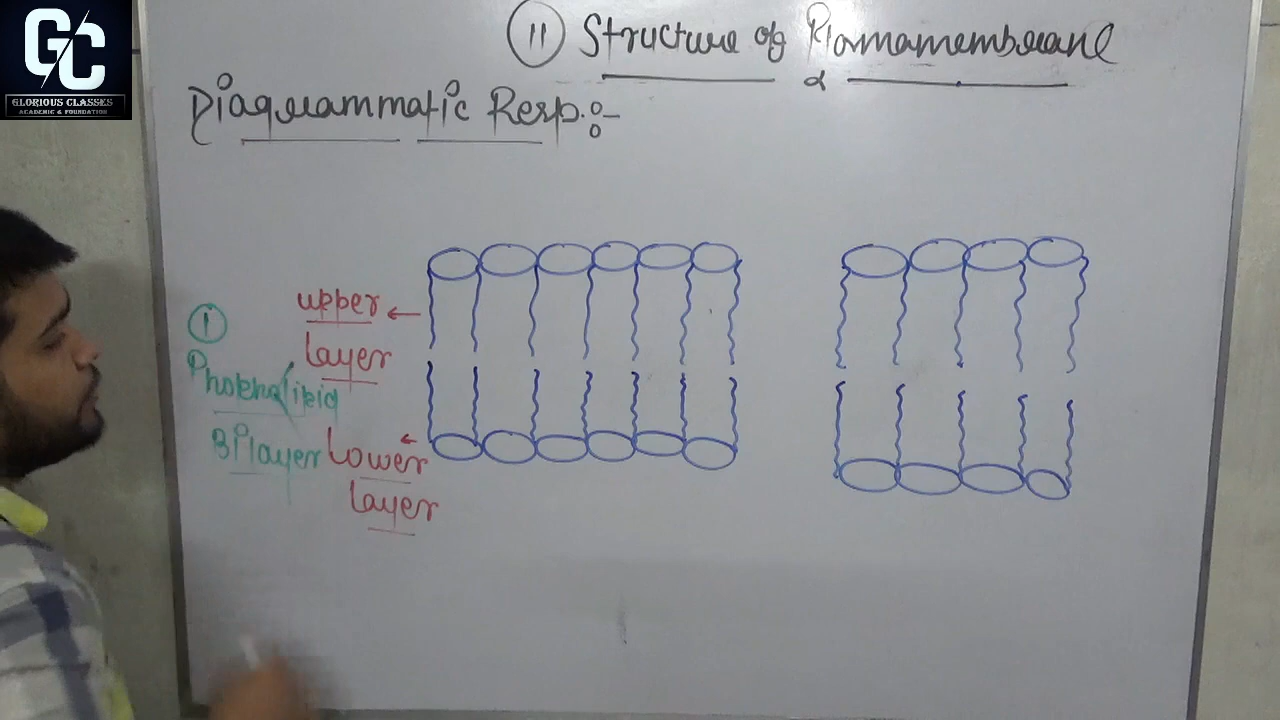 GC
GLORIOUS CLASSES
ACADEMIC & FOUNDATION
11 Structure of Plasmamembrane
Diagrammatic Resp.:-
upper
layer
1
Phospholipid
Bilayer
Lower
layer